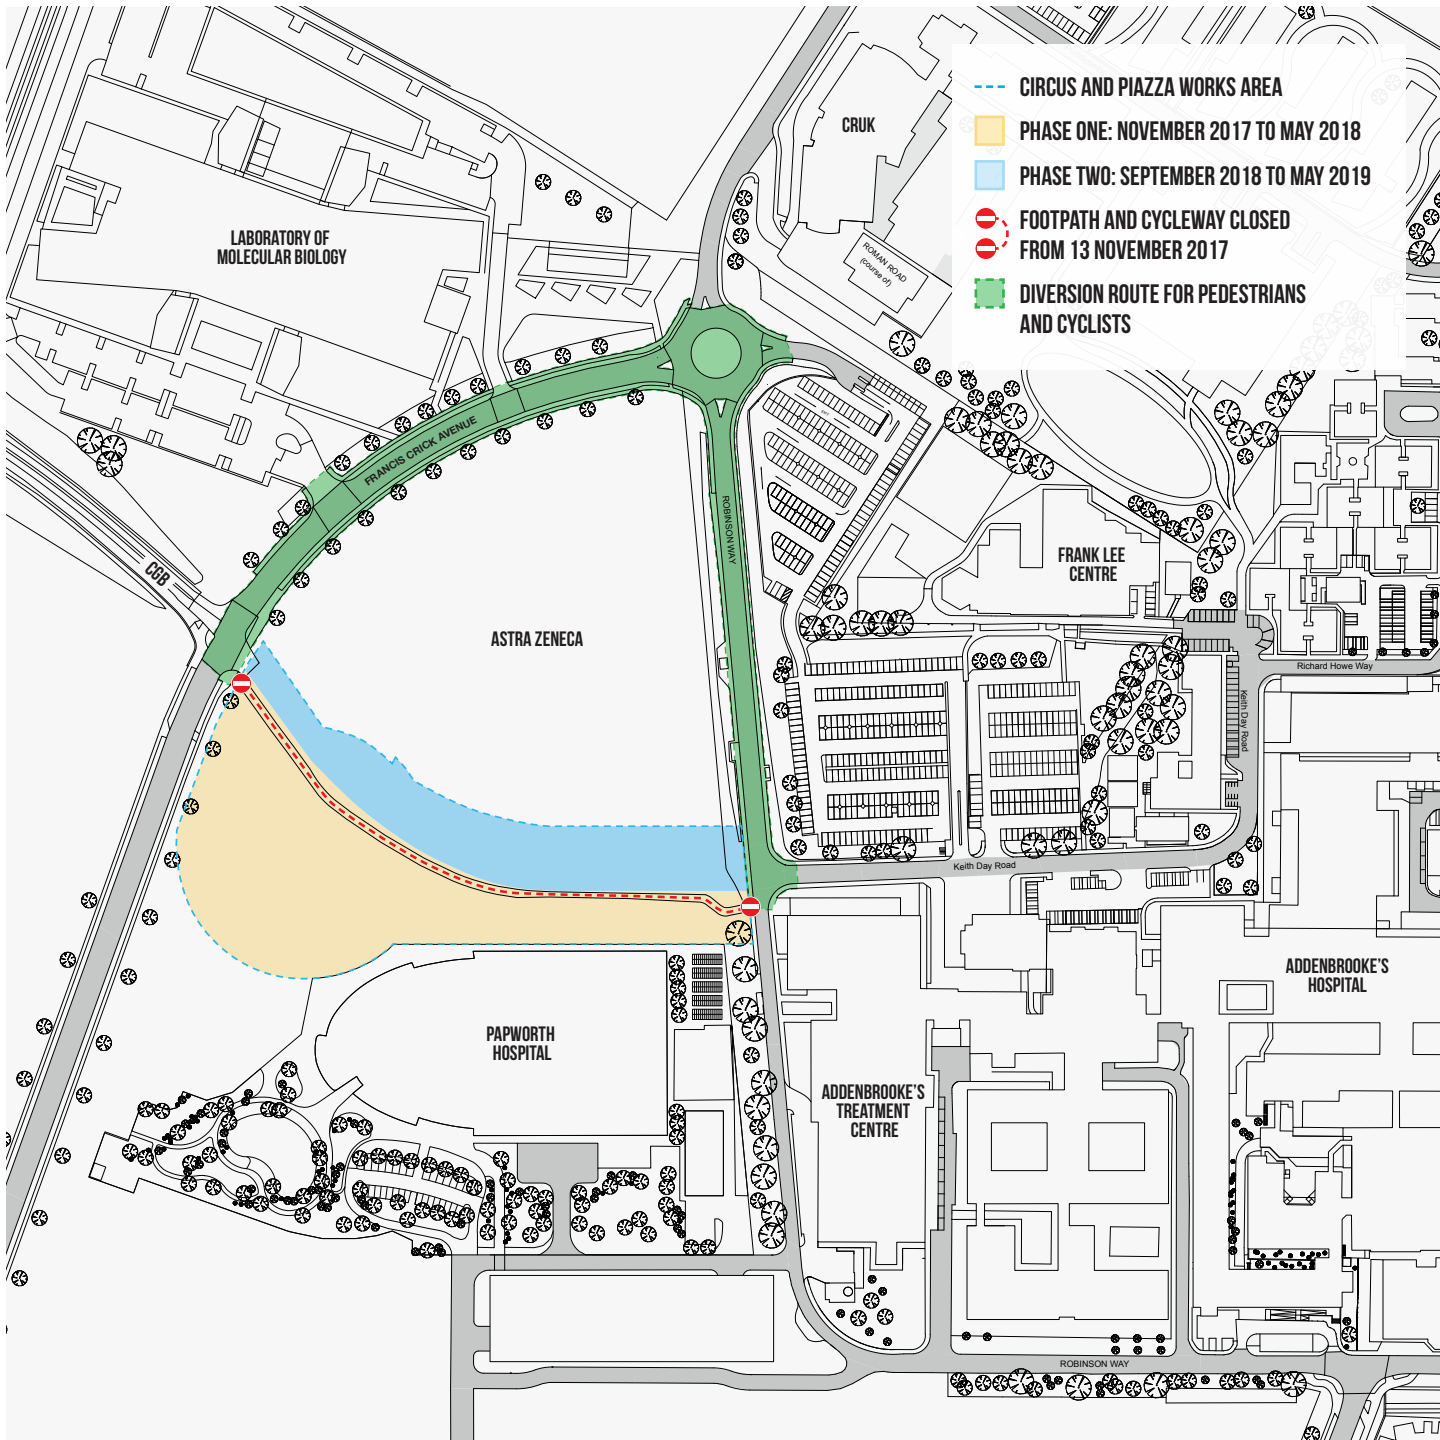 CIRCUS AND PIAZZA WORKS AREA
PHASE ONE: NOVEMBER 2017 TO MAY 2018
PHASE TWO: SEPTEMBER 2018 TO MAY 2019
FOOTPATH AND CYCLEWAY CLOSED
FROM 13 NOVEMBER 2017
DIVERSION ROUTE FOR PEDESTRIANS
AND CYCLISTS
CRUK
LABORATORY OF
MOLECULAR BIOLOGY
ROMAN ROAD
(course of)
FRANCIS CRICK AVENUE
ROBINSON WAY
CGB
FRANK LEE
CENTRE
ASTRA ZENECA
Richard Howe Way
Keith Day Road
Keith Day Road
ADDENBROOKE'S
HOSPITAL
PAPWORTH
HOSPITAL
ADDENBROOKE'S
TREATMENT
CENTRE
ROBINSON WAY